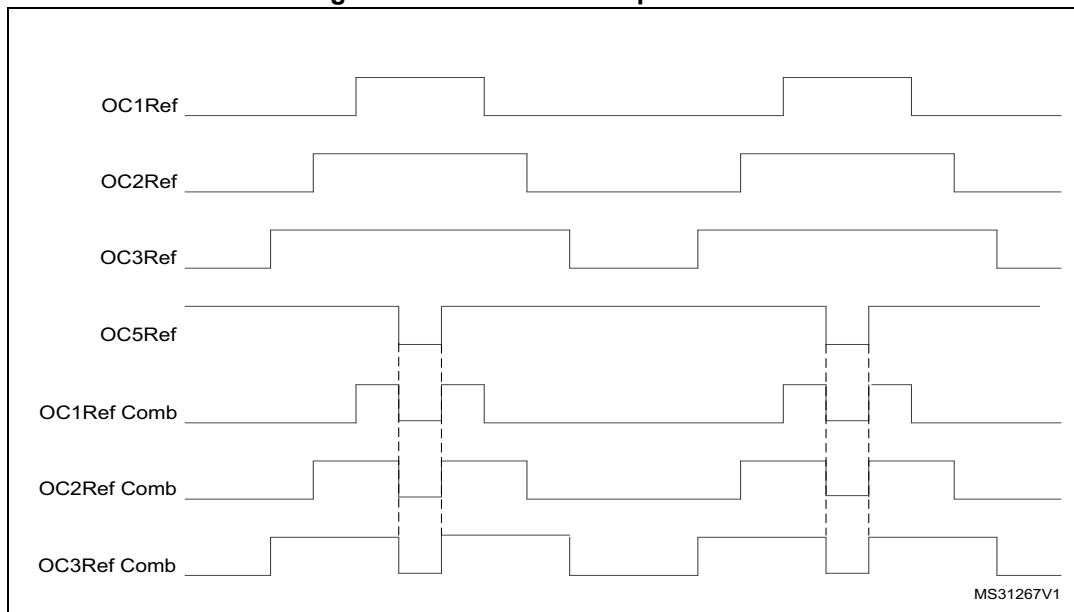 OC1Ref
OC2Ref
OC3Ref
OC5Ref
OC1Ref Comb
OC2Ref Comb
OC3Ref Comb
MS31267V1